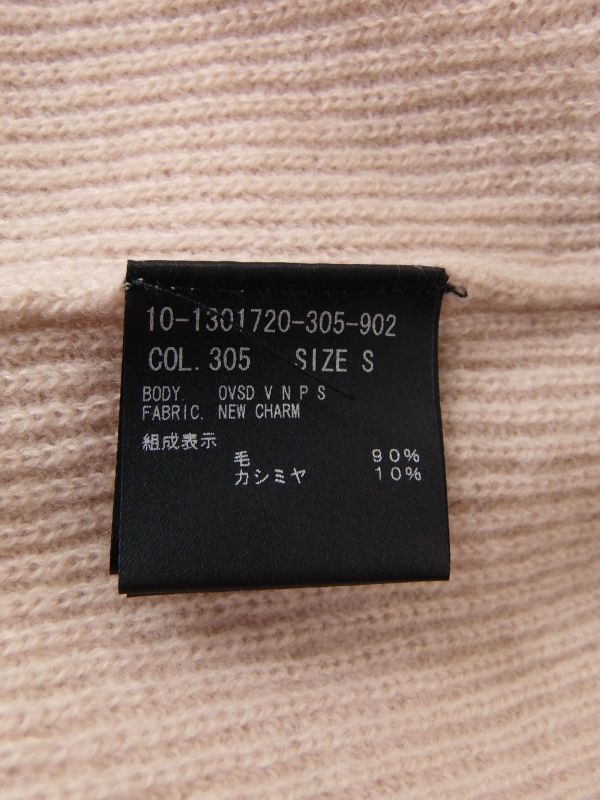 10-1301720-305-902
COL. 305 SIZE S
BODY. OVSD V N P S
FABRIC. NEW CHARM
組成表示
毛 90%
カシミヤ 10%